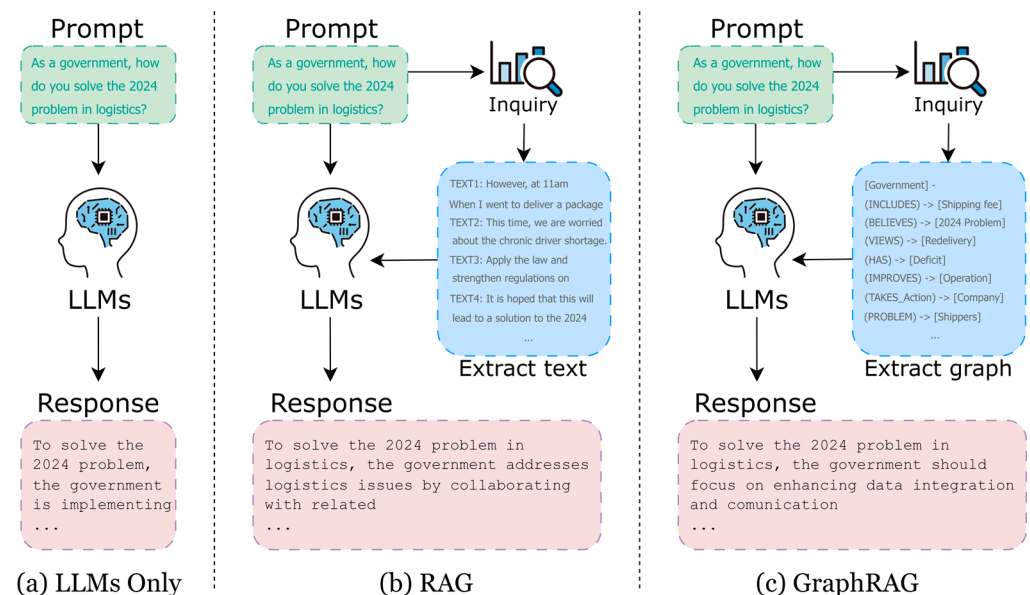 Prompt
As a government, how
do you solve the 2024
problem in logistics?
LLMs
Response
To solve the
2024 problem,
the government
is implementing
...
(a) LLMs Only
Prompt
As a government, how
do you solve the 2024
problem in logistics?
Inquiry
TEXT1: However, at 11am
When I went to deliver a package
TEXT2: This time, we are worried
about the chronic driver shortage.
TEXT3: Apply the law and
strengthen regulations on
TEXT4: It is hoped that this will
lead to a solution to the 2024
...
Extract text
LLMs
Response
To solve the 2024 problem in
logistics, the government addresses
logistics issues by collaborating
with related
...
(b) RAG
Prompt
As a government, how
do you solve the 2024
problem in logistics?
Inquiry
[Government] -
(INCLUDES) -> [Shipping fee]
(BELIEVES) -> [2024 Problem]
(VIEWS) -> [Redelivery]
(HAS) -> [Deficit]
(IMPROVES) -> [Operation]
(TAKES_Action) -> [Company]
(PROBLEM) -> [Shippers]
...
Extract graph
LLMs
Response
To solve the 2024 problem in
logistics, the government should
focus on enhancing data integration
and comunication
...
(c) GraphRAG